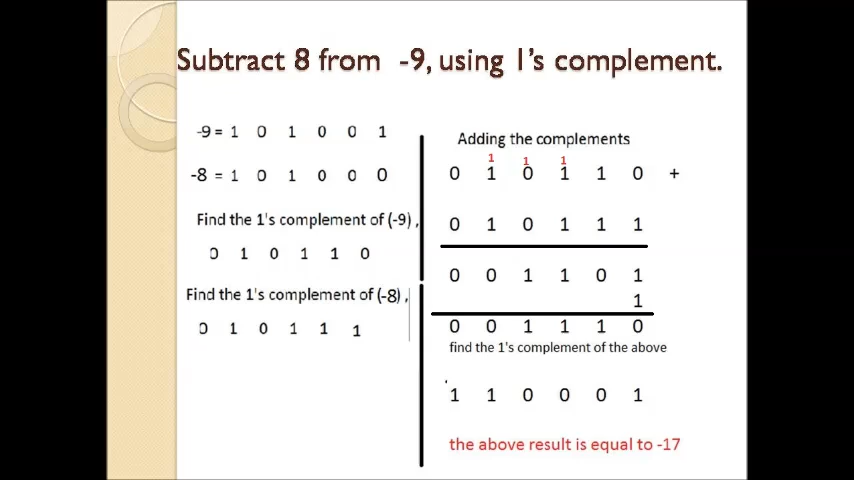 Subtract 8 from -9, using 1's complement.
-9 = 1 0 1 0 0 1
-8 = 1 0 1 0 0 0
Find the 1's complement of (-9) ,
0 1 0 1 1 0
Find the 1's complement of (-8) ,
0 1 0 1 1 1
Adding the complements
1 1 1
0 1 0 1 1 0 +
0 1 0 1 1 1
0 0 1 1 0 1
1
0 0 1 1 1 0
find the 1's complement of the above
1 1 0 0 0 1
the above result is equal to -17